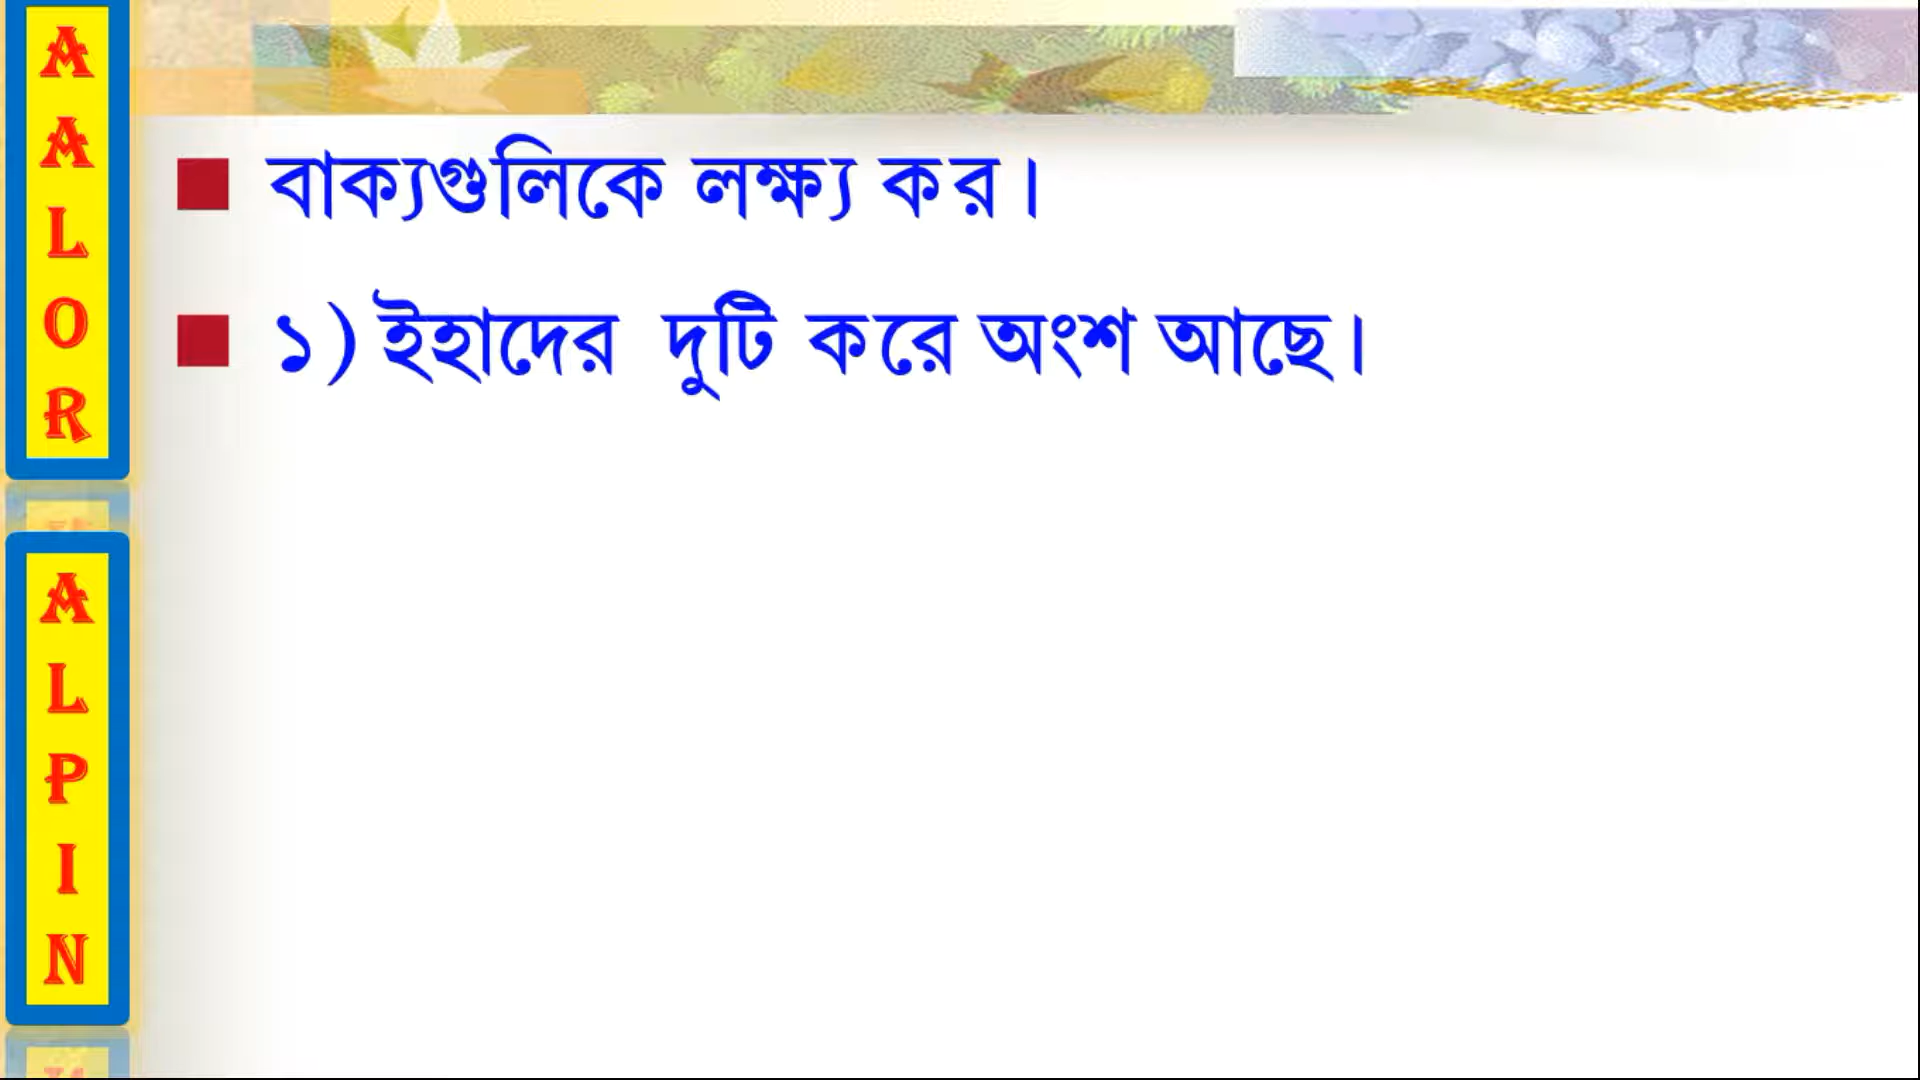 AALOR
ALPIN
বাক্যগুলিকে লক্ষ্য কর।
১) ইহাদের দুটি করে অংশ আছে।